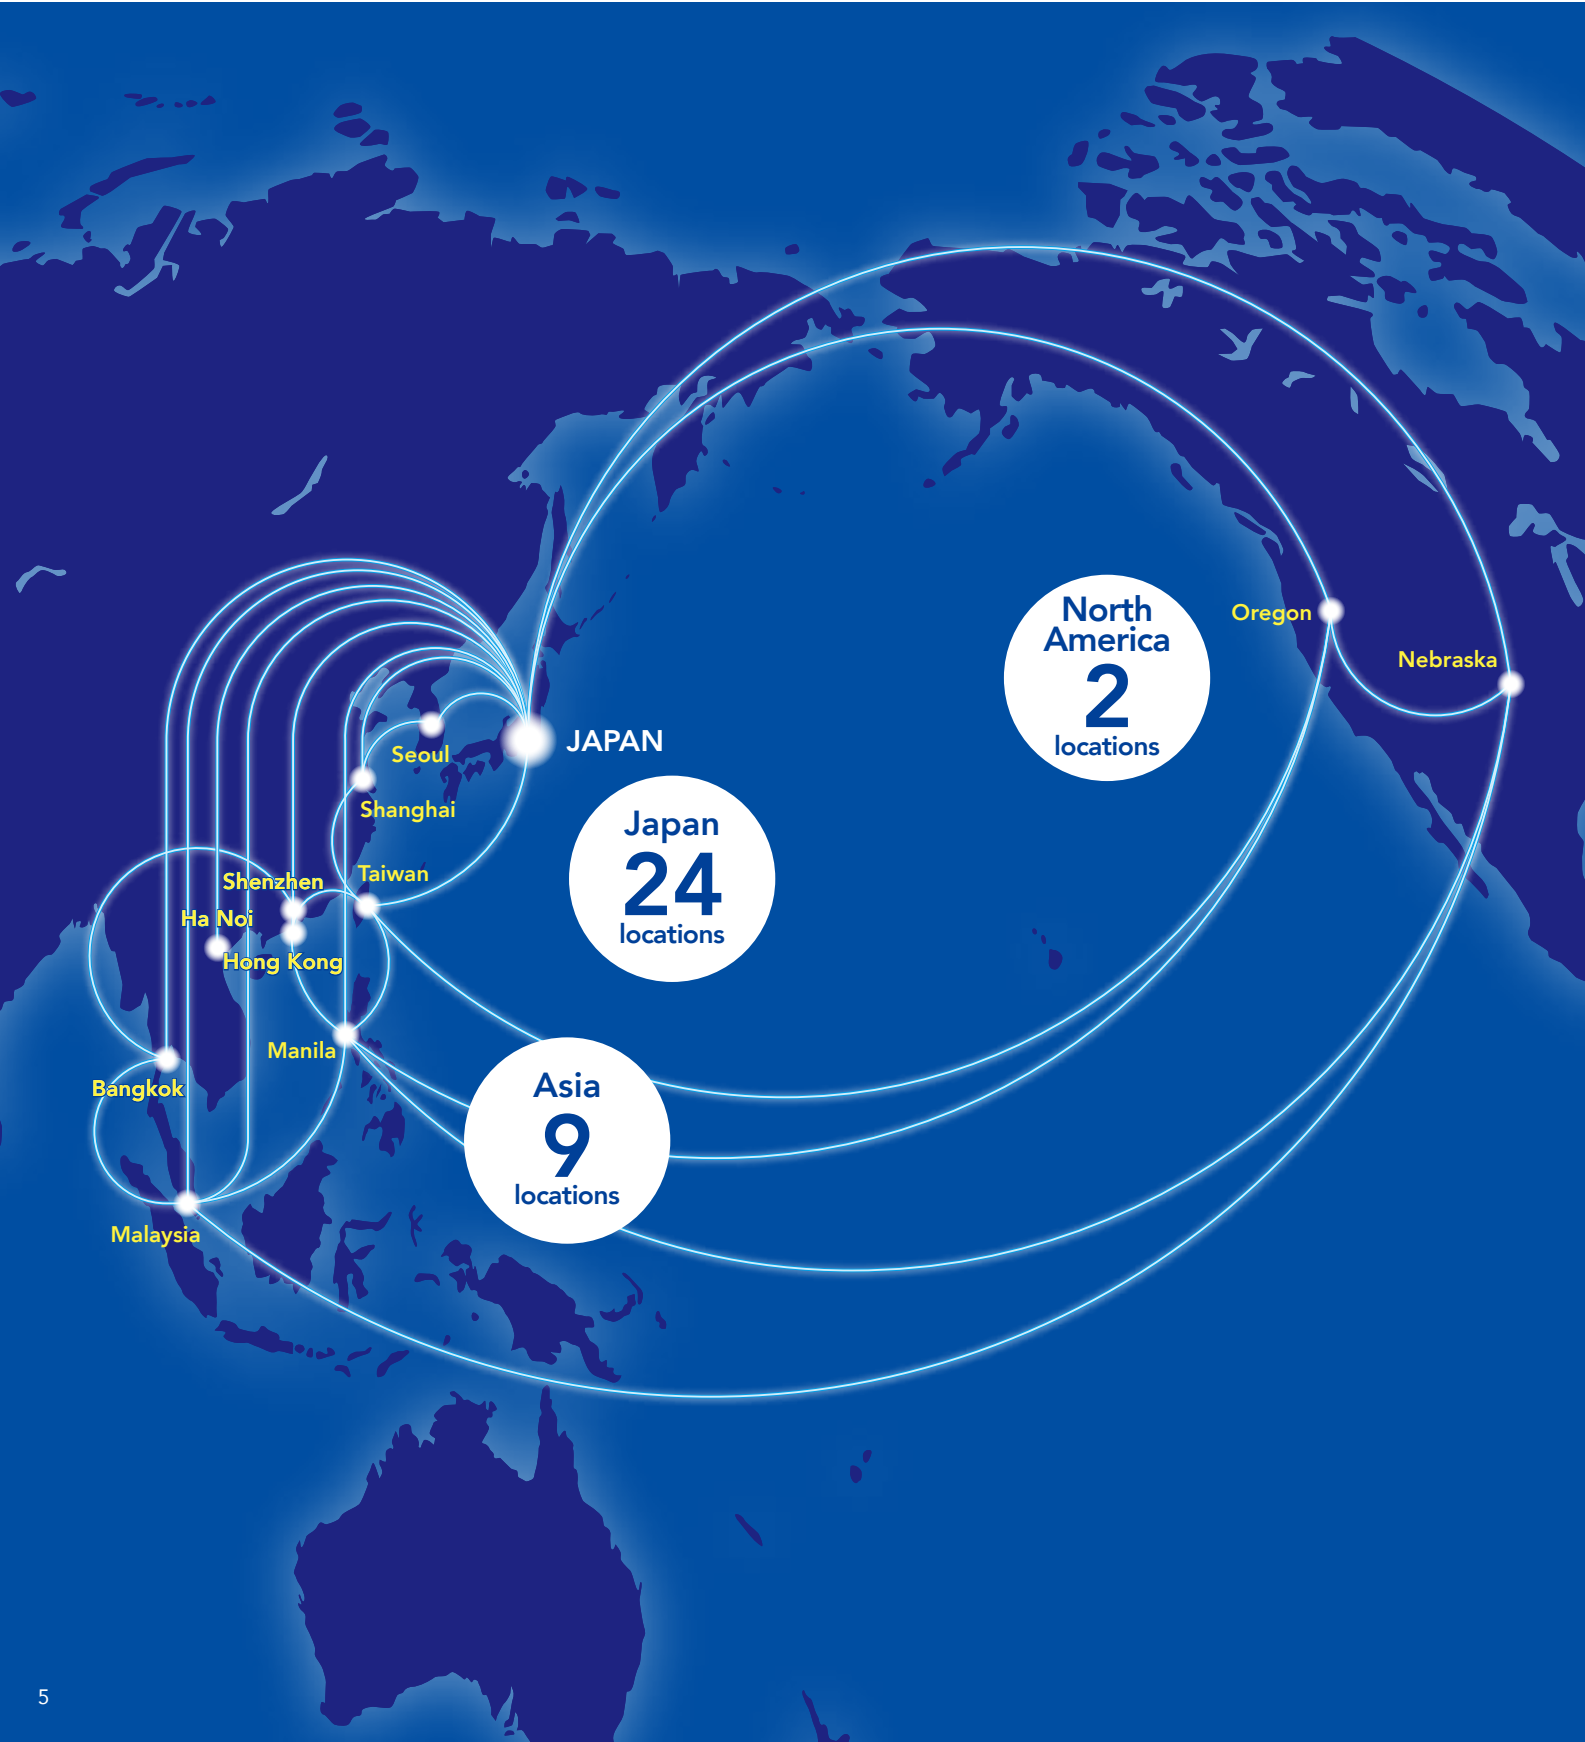 North
America
2
locations
Oregon
Nebraska
JAPAN
Seoul
Shanghai
Japan
24
locations
Taiwan
Shenzhen
Ha Noi
Hong Kong
Manila
Bangkok
Asia
9
locations
Malaysia
5